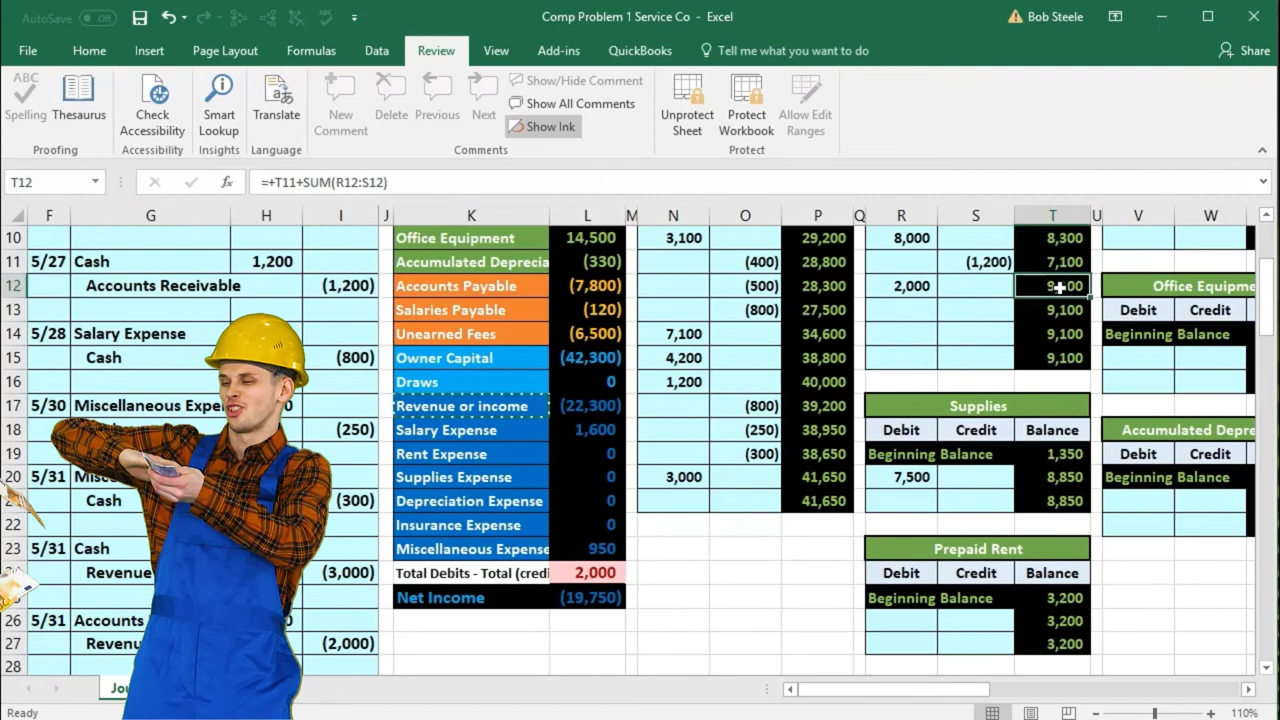 AutoSave Off Comp Problem 1 Service Co - Excel Bob Steele
File Home Insert Page Layout Formulas Data Review View Add-ins QuickBooks Tell me what you want to do Share
ABC Spelling Thesaurus Check Accessibility Smart Lookup Translate New Comment Delete Previous Next Show/Hide Comment Show All Comments Show Ink Unprotect Sheet Protect Workbook Allow Edit Ranges
Proofing Accessibility Insights Language Comments Protect
T12 fx =+T11+SUM(R12:S12)
F G H I J K L M N O P Q R S T U V W
10 Office Equipment 14,500 3,100 29,200 8,000 8,300
11 5/27 Cash 1,200 Accumulated Deprecia (330) (400) 28,800 (1,200) 7,100
12 Accounts Receivable (1,200) Accounts Payable (7,800) (500) 28,300 2,000 Office Equipme
13 Salaries Payable (120) (800) 27,500 9,100 Debit Credit
14 5/28 Salary Expense Unearned Fees (6,500) 7,100 34,600 9,100 Beginning Balance
15 Cash (800) Owner Capital (42,300) 4,200 38,800 9,100
16 Draws 0 1,200 40,000
17 5/30 Miscellaneous Exper Revenue or income (22,300) (800) 39,200 Supplies
18 (250) Salary Expense 1,600 (250) 38,950 Debit Credit Balance Accumulated Depre
19 Rent Expense 0 (300) 38,650 Beginning Balance 1,350 Debit Credit
20 5/31 Supplies Expense 0 3,000 41,650 7,500 8,850 Beginning Balance
Cash (300) Depreciation Expense 0 41,650 8,850
22 Insurance Expense 0
23 5/31 Cash Miscellaneous Expense 950 Prepaid Rent
Revenue (3,000) Total Debits - Total (credi 2,000 Debit Credit Balance
Net Income (19,750) Beginning Balance 3,200
26 5/31 Accounts 3,200
27 Revenue (2,000) 3,200
28
Jou
Ready 110%